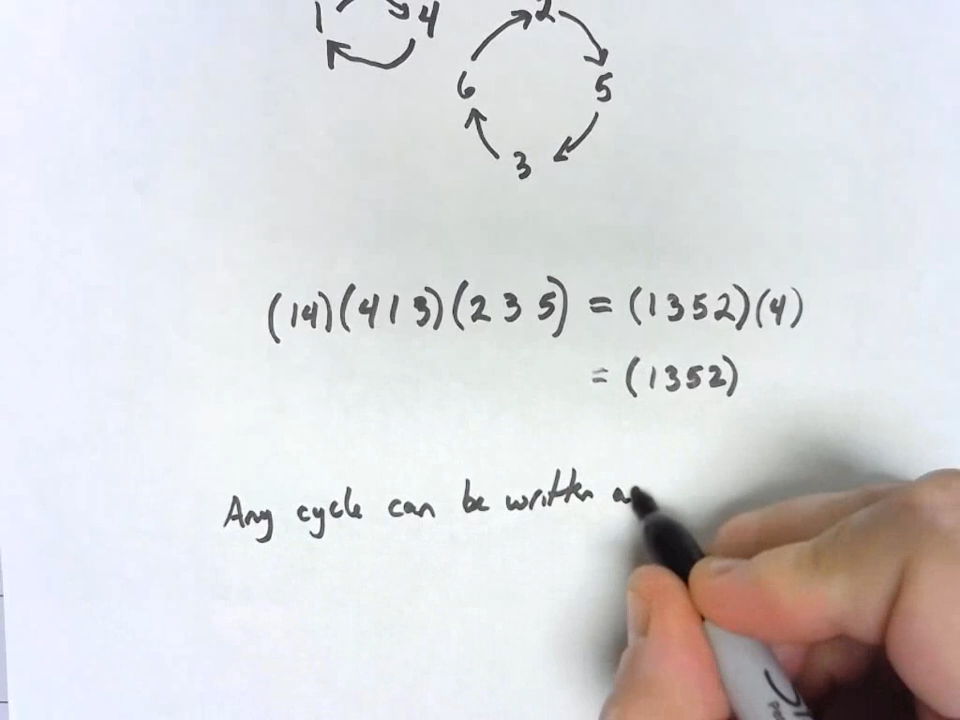 1 4
2
6 5
3
(14)(413)(235) = (1352)(4)
= (1352)
Any cycle can be written